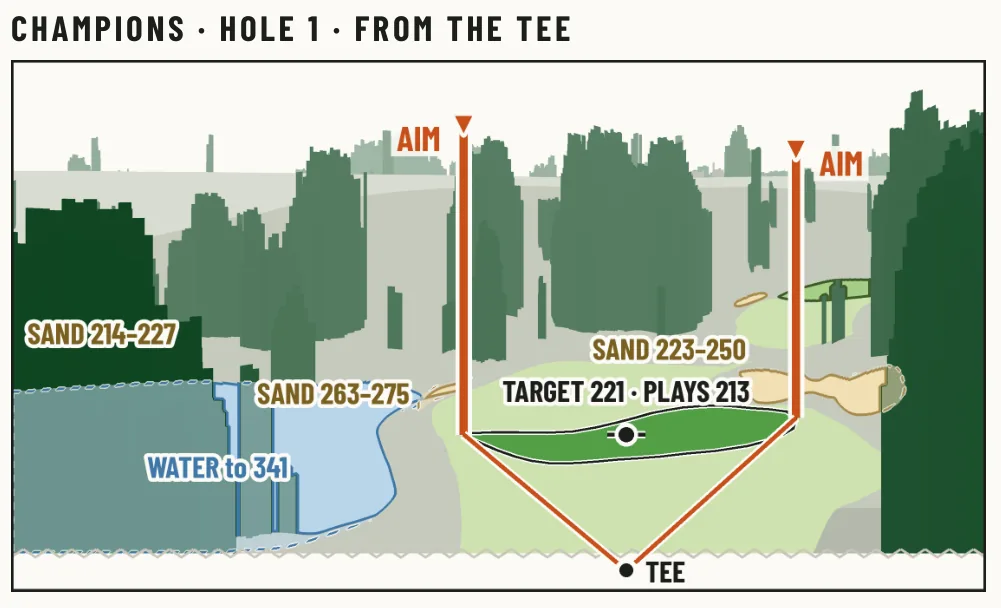 CHAMPIONS · HOLE 1 · FROM THE TEE
AIM
AIM
SAND 214–227
SAND 223–250
SAND 263–275
TARGET 221 · PLAYS 213
WATER to 341
TEE